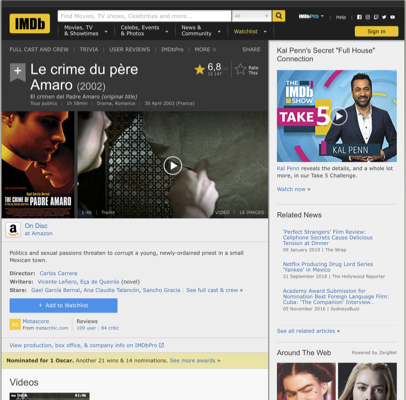 IMDb
Find Movies, TV shows, Celebrities and more...
All
Movies, TV
& Showtimes
Celebs, Events
& Photos
News &
Community
Watchlist
IMDbPro
Help
Sign in
FULL CAST AND CREW | TRIVIA | USER REVIEWS | IMDbPro | MORE
SHARE
Le crime du père
Amaro (2002)
6,8
Rate
This
El crimen del Padre Amaro (original title)
Tous publics | 1h 58min | Drama, Romance | 30 April 2003 (France)
THE CRIME OF PADRE AMARO
1:46 | Trailer
VIDEO
18 IMAGES
On Disc
at Amazon
Politics and sexual passions threaten to corrupt a young, newly-ordained priest in a small
Mexican town.
Director: Carlos Carrera
Writers: Vicente Leñero, Eça de Queirós (novel)
Stars: Gael García Bernal, Ana Claudia Talancón, Sancho Gracia | See full cast & crew »
+ Add to Watchlist
Metascore
From metacritic.com
Reviews
109 user | 84 critic
View production, box office, & company info on IMDbPro
Nominated for 1 Oscar. Another 21 wins & 14 nominations. See more awards »
Videos
Kal Penn's Secret "Full House"
Connection
THE
IMDb
SHOW
TAKE 5
KAL PENN
Kal Penn reveals the details, and a whole lot
more, in our Take 5 Challenge.
Watch now »
Related News
'Perfect Strangers' Film Review:
Cellphone Secrets Cause Delicious
Tension at Dinner
09 January 2019 | The Wrap
Netflix Producing Drug Lord Series
'Yankee' in Mexico
21 September 2018 | The Hollywood Reporter
Academy Award Submission for
Nomination Best Foreign Language Film:
Cuba: 'The Companion' Interview...
05 November 2016 | SydneysBuzz
See all related articles »
Around The Web
Powered by ZergNet